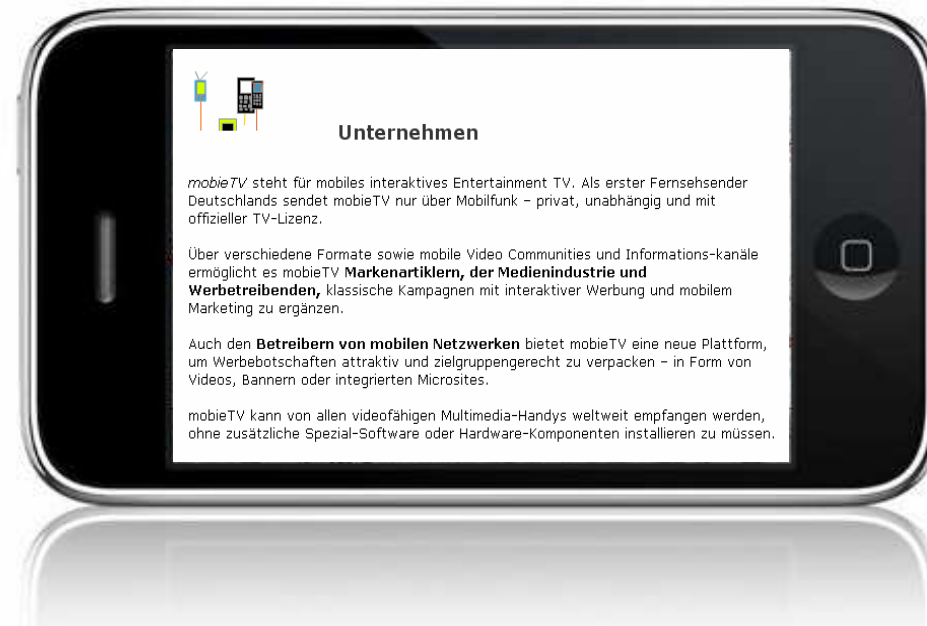 Unternehmen
mobieTV steht für mobiles interaktives Entertainment TV. Als erster Fernsehsender
Deutschlands sendet mobieTV nur über Mobilfunk – privat, unabhängig und mit
offizieller TV-Lizenz.
Über verschiedene Formate sowie mobile Video Communities und Informations-kanäle
ermöglicht es mobieTV Markenartiklern, der Medienindustrie und
Werbetreibenden, klassische Kampagnen mit interaktiver Werbung und mobilem
Marketing zu ergänzen.
Auch den Betreibern von mobilen Netzwerken bietet mobieTV eine neue Plattform,
um Werbebotschaften attraktiv und zielgruppengerecht zu verpacken – in Form von
Videos, Bannern oder integrierten Microsites.
mobieTV kann von allen videofähigen Multimedia-Handys weltweit empfangen werden,
ohne zusätzliche Spezial-Software oder Hardware-Komponenten installieren zu müssen.